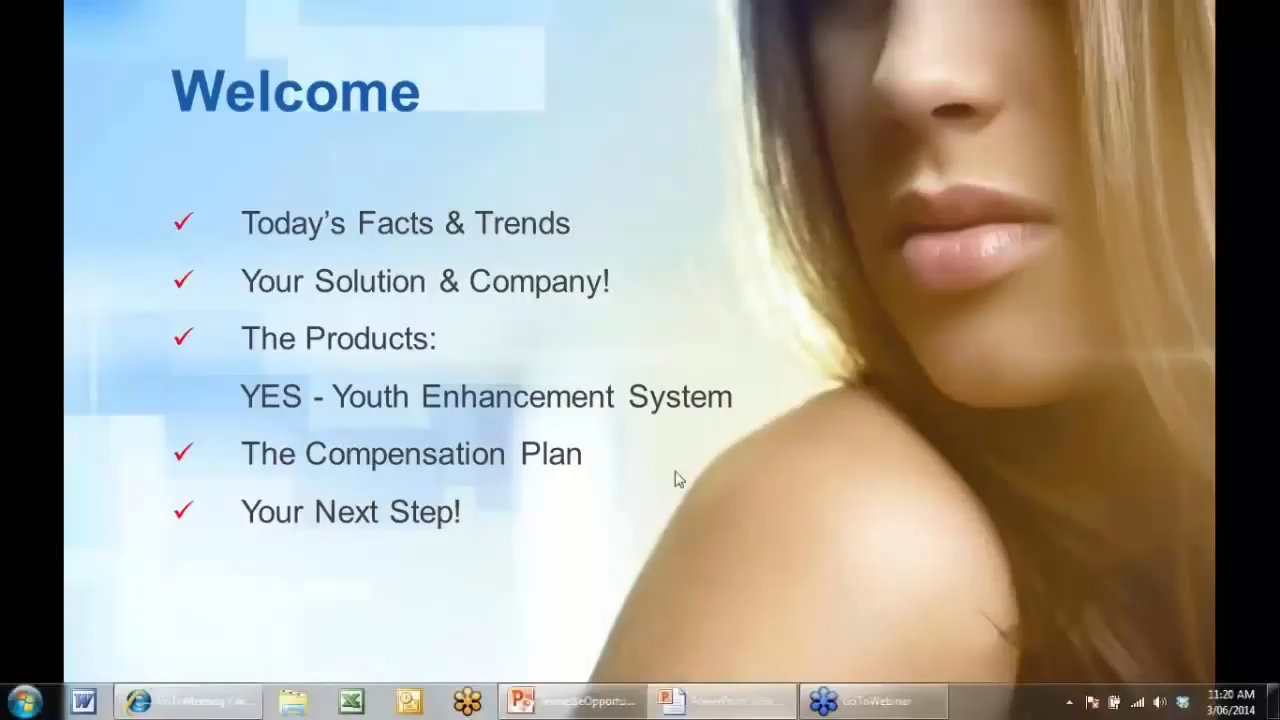 Welcome
✓ Today's Facts & Trends
✓ Your Solution & Company!
✓ The Products:
YES - Youth Enhancement System
✓ The Compensation Plan
✓ Your Next Step!
GoToWebinar
11:20 AM
3/06/2014